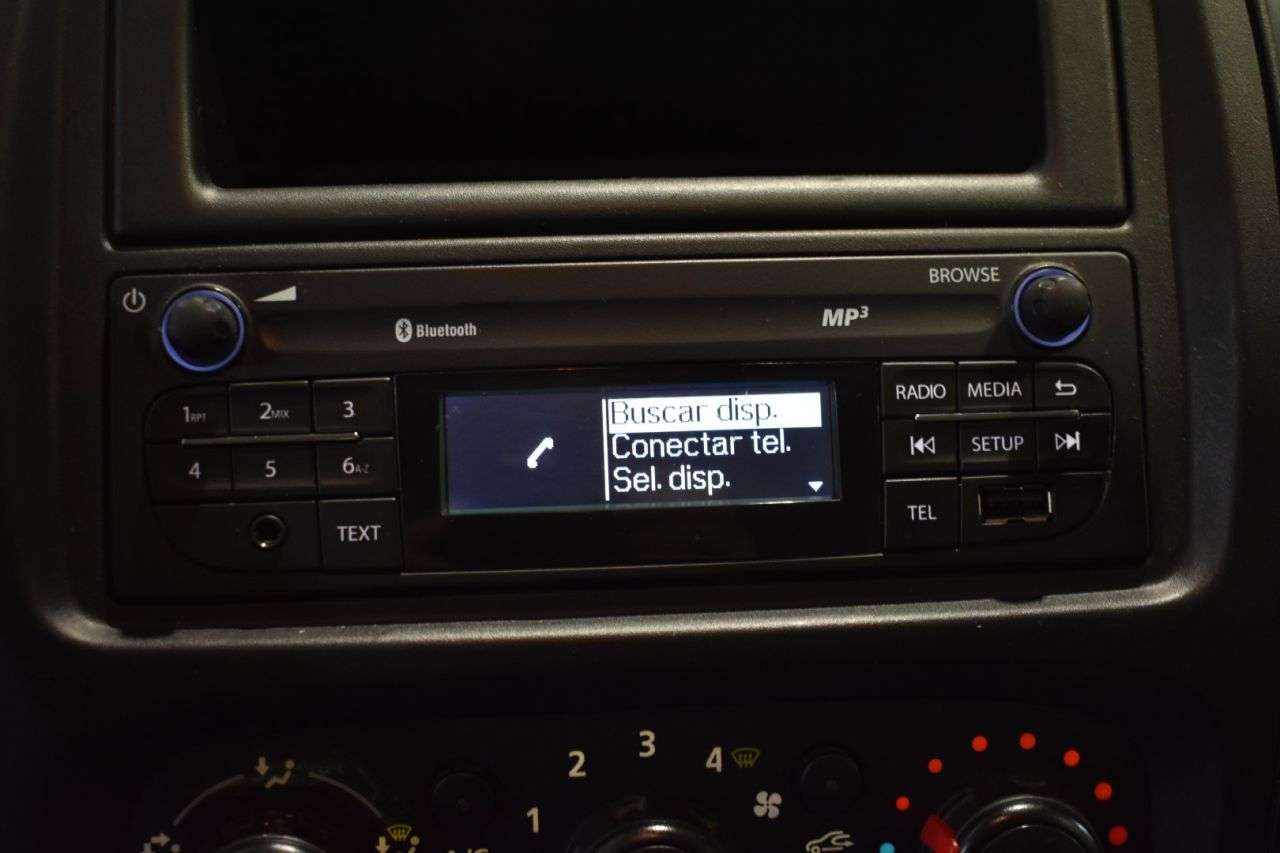 BROWSE
Bluetooth
MP3
1RPT
2MIX
3
4
5
6A-Z
TEXT
Buscar disp.
Conectar tel.
Sel. disp.
RADIO
MEDIA
SETUP
TEL
1
2
3
4